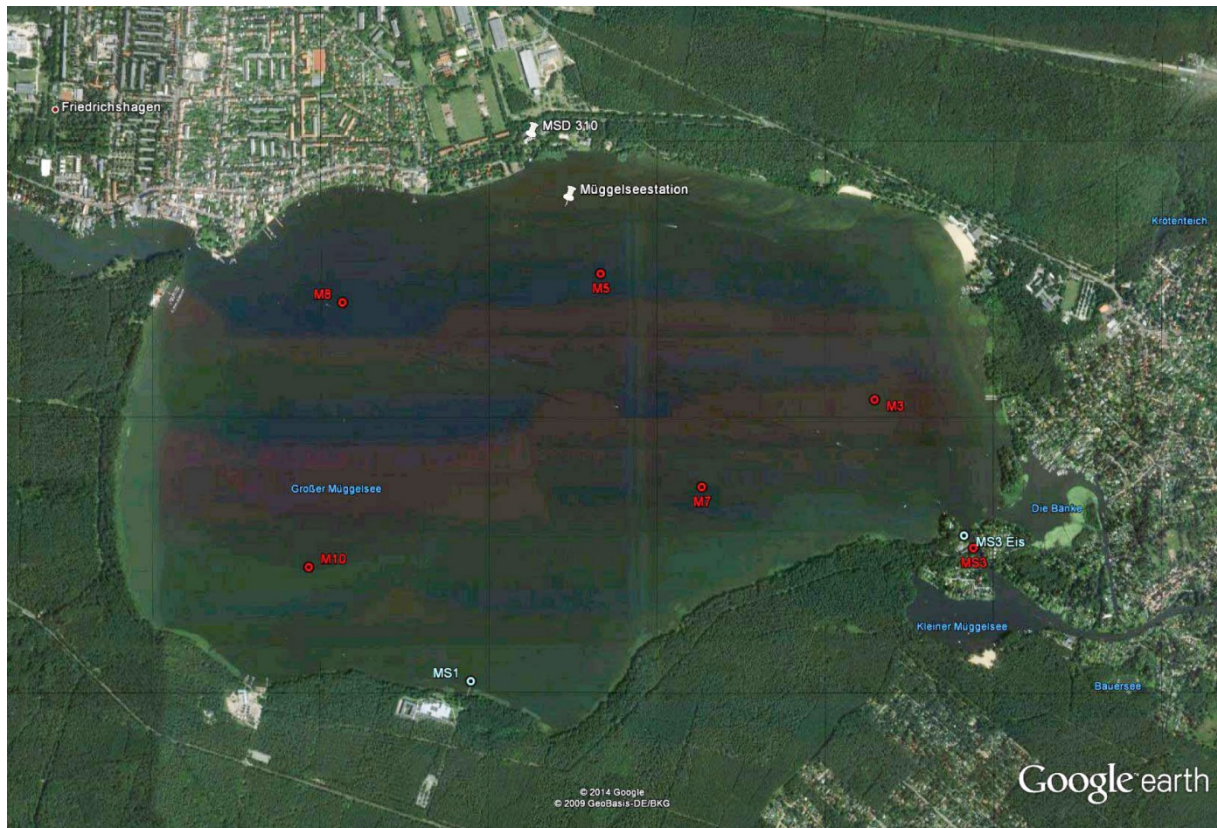 MSD 310
Friedrichshagen
Müggelseestation
Krötenteich
M5
M8
M3
Großer Müggelsee
M7
Die Bänke
MS3 Eis
MS3
M10
Kleiner Müggelsee
MS1
Bauersee
Google earth
© 2014 Google
© 2009 GeoBasis-DE/BKG